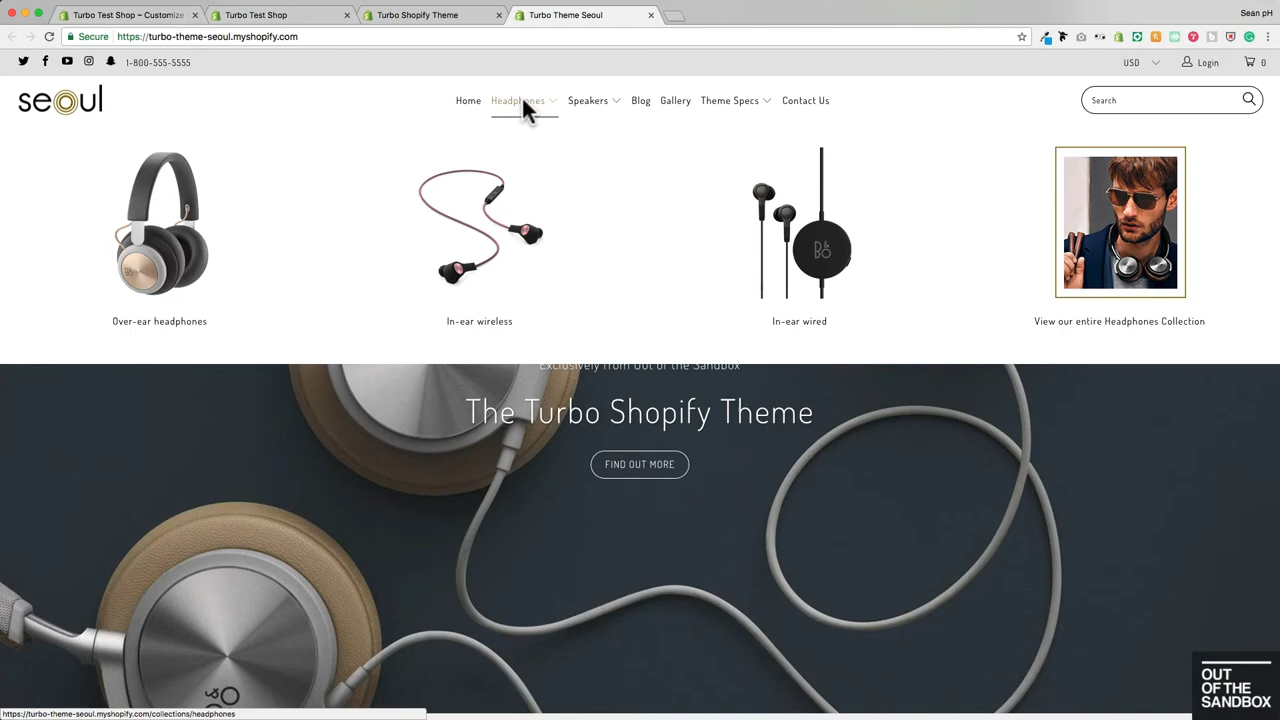 Turbo Test Shop ~ Customize
Turbo Test Shop
Turbo Shopify Theme
Turbo Theme Seoul
Sean pH
Secure
https://turbo-theme-seoul.myshopify.com
1-800-555-5555
USD
Login
0
seoul
Home
Headphones
Speakers
Blog
Gallery
Theme Specs
Contact Us
Search
B&O
B&O
Over-ear headphones
In-ear wireless
In-ear wired
View our entire Headphones Collection
Exclusively from Out of the Sandbox
The Turbo Shopify Theme
FIND OUT MORE
B&O
OUT
OF THE
SANDBOX
https://turbo-theme-seoul.myshopify.com/collections/headphones